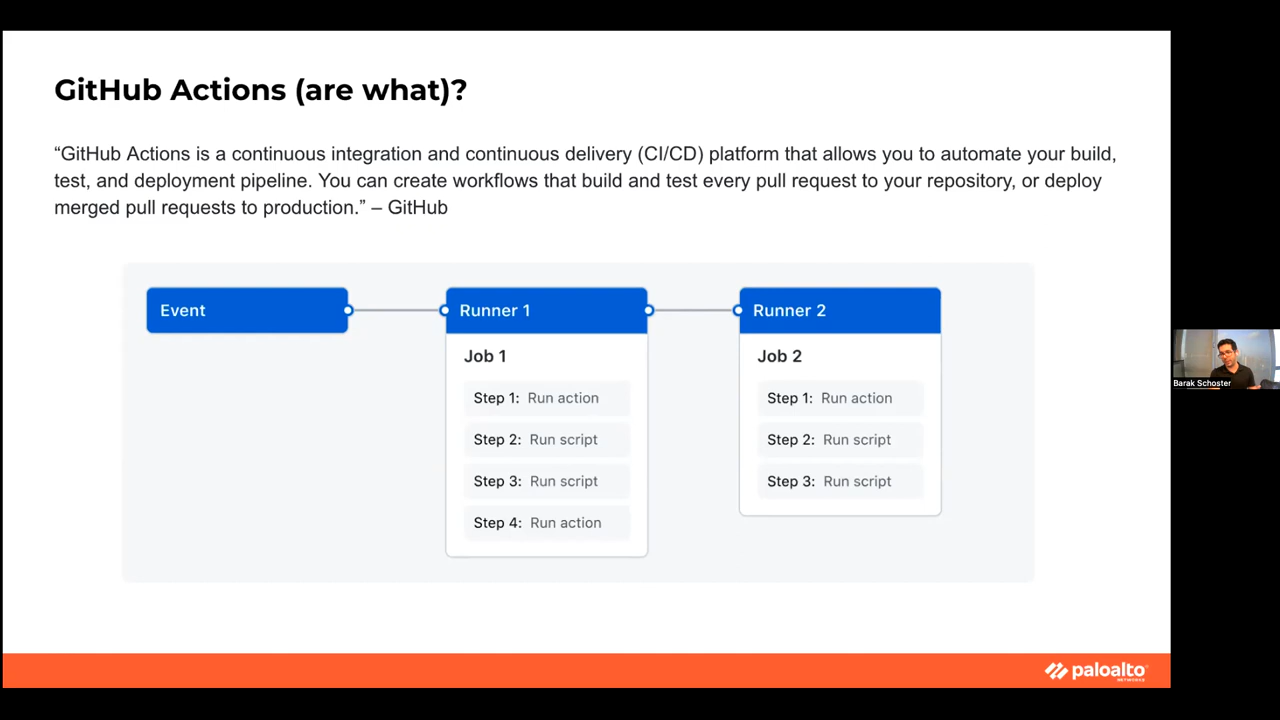 GitHub Actions (are what)?
“GitHub Actions is a continuous integration and continuous delivery (CI/CD) platform that allows you to automate your build,
test, and deployment pipeline. You can create workflows that build and test every pull request to your repository, or deploy
merged pull requests to production.” – GitHub
Event
Runner 1
Job 1
Step 1: Run action
Step 2: Run script
Step 3: Run script
Step 4: Run action
Runner 2
Job 2
Step 1: Run action
Step 2: Run script
Step 3: Run script
Barak Schoster
paloalto
NETWORKS